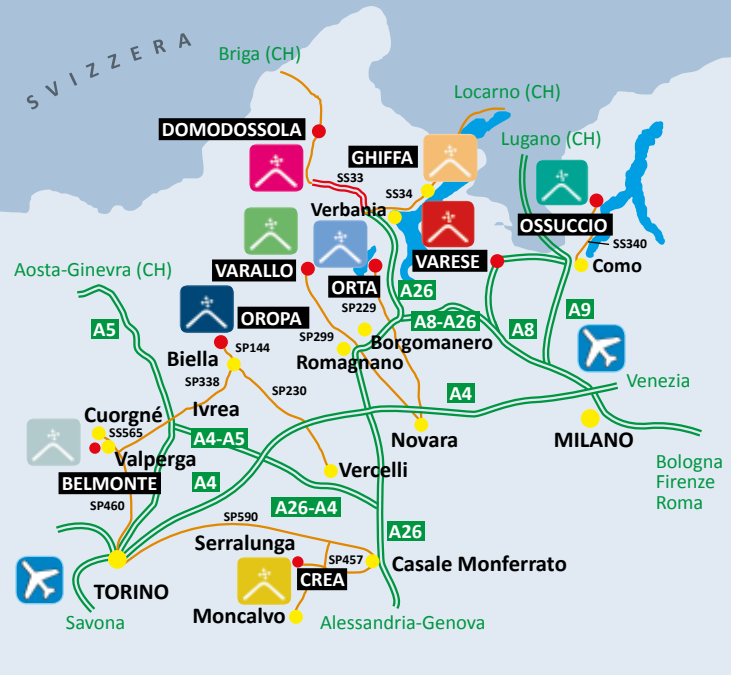 SVIZZERA
Briga (CH)
Locarno (CH)
DOMODOSSOLA
Lugano (CH)
GHIFFA
SS33
SS34
Verbania
OSSUCCIO
SS340
VARALLO
ORTA
VARESE
Como
Aosta-Ginevra (CH)
A26
SP229
OROPA
A5
A8-A26
A8
A9
SP299
Borgomanero
SP144
Biella
Romagnano
SP338
SP230
Venezia
A4
Cuorgné
Ivrea
SS565
A4-A5
Novara
MILANO
Valperga
Vercelli
Bologna
Firenze
Roma
BELMONTE
A4
SP460
A26-A4
SP590
A26
Serralunga
SP457
Casale Monferrato
CREA
TORINO
Moncalvo
Savona
Alessandria-Genova